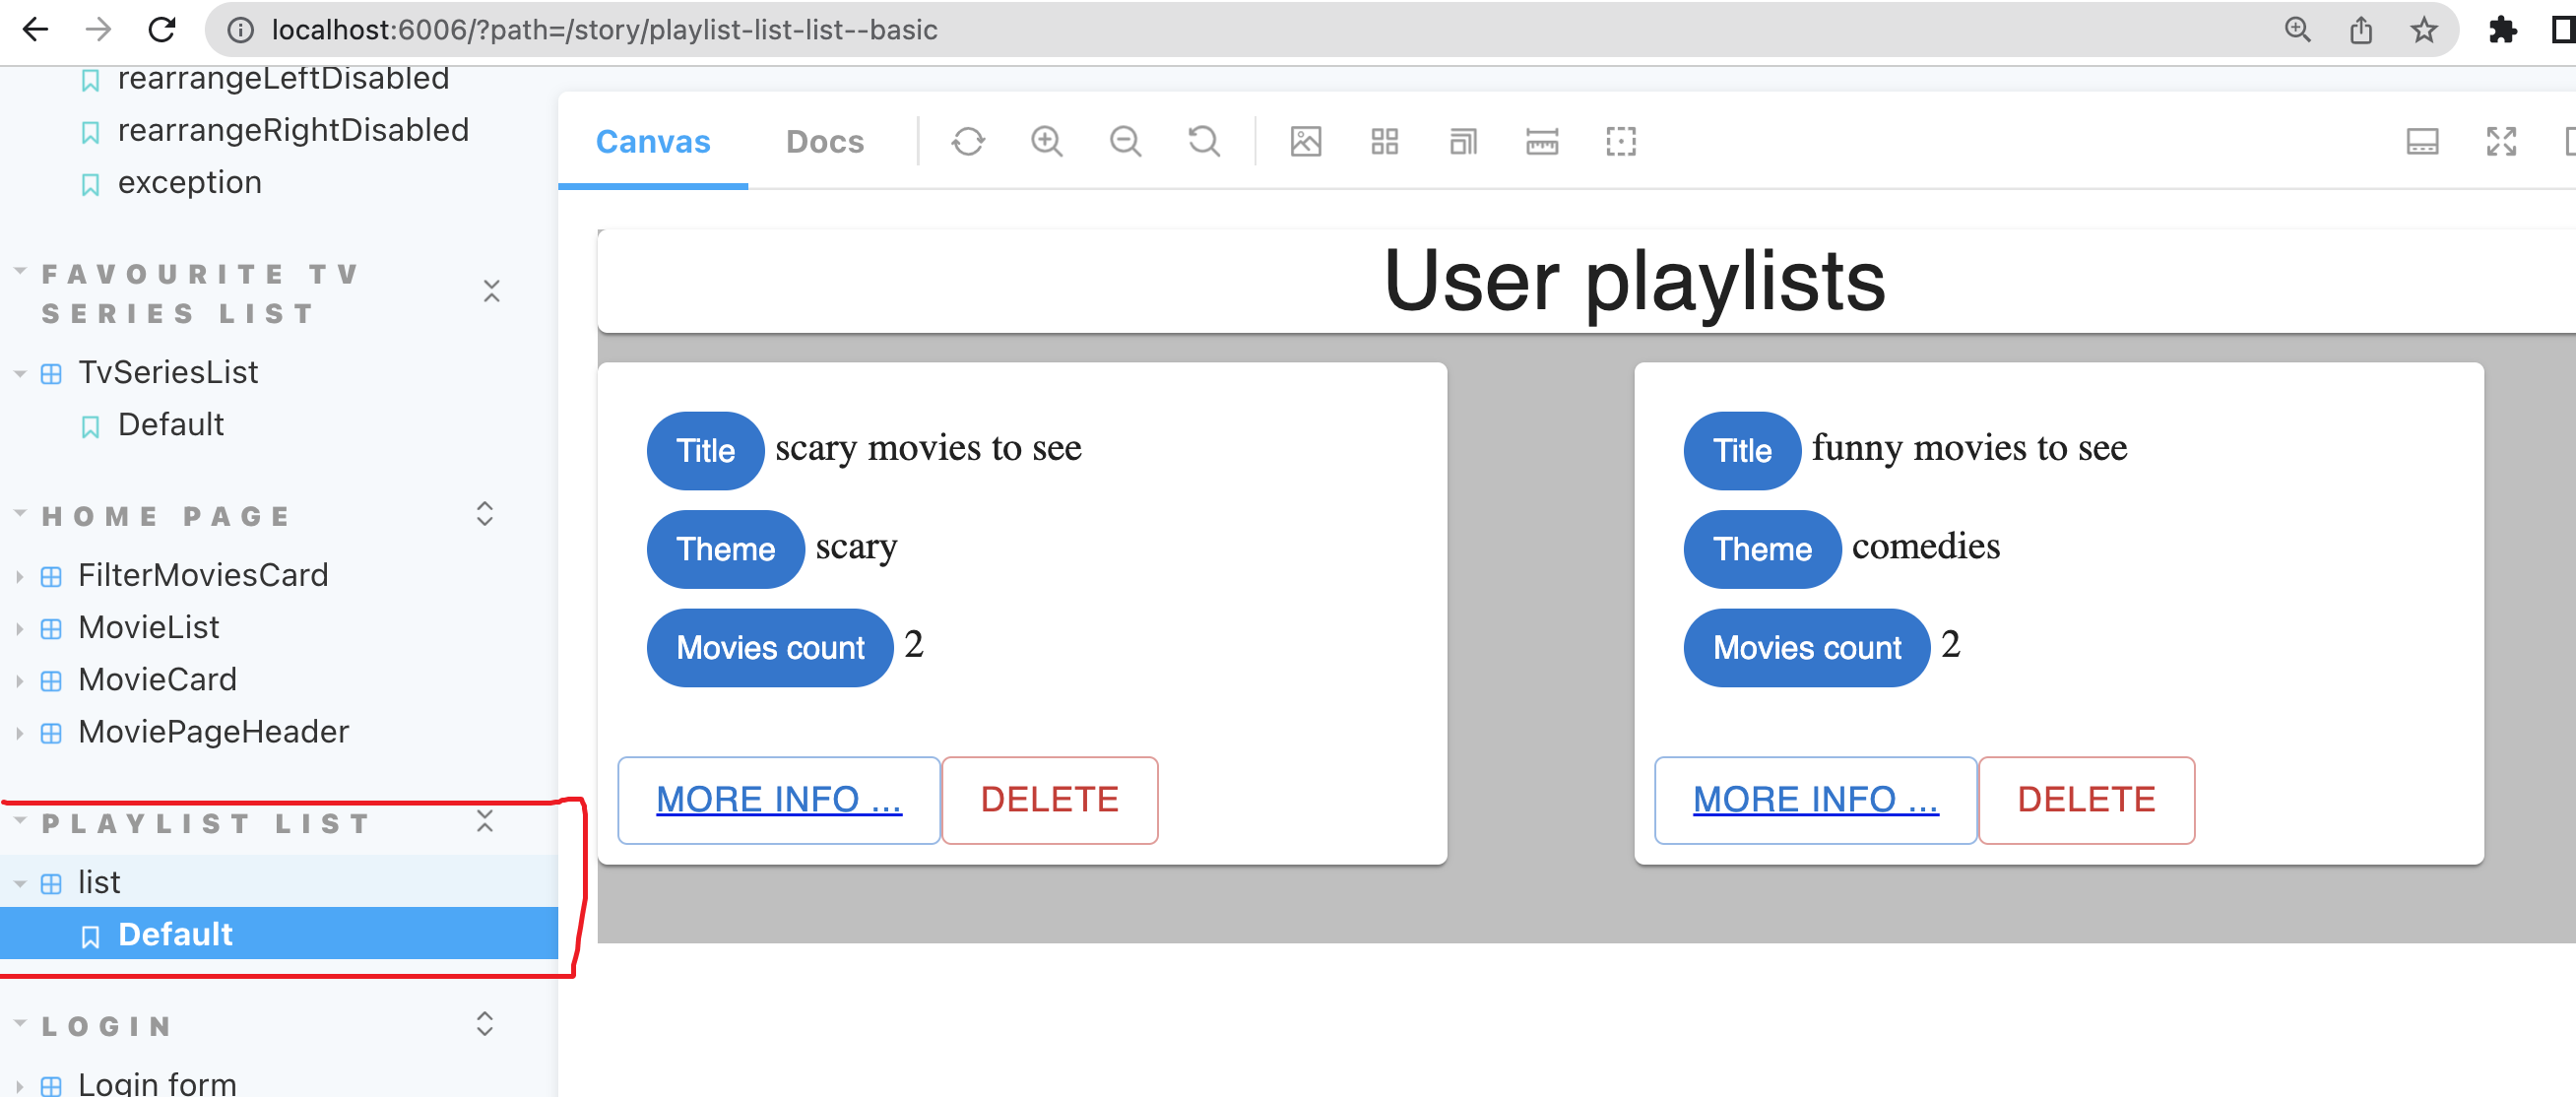 localhost:6006/?path=/story/playlist-list-list--basic
rearrangeLeftDisabled
rearrangeRightDisabled
exception
FAVOURITE TV
SERIES LIST
TvSeriesList
Default
HOME PAGE
FilterMoviesCard
MovieList
MovieCard
MoviePageHeader
PLAYLIST LIST
list
Default
LOGIN
Login form
Canvas Docs
User playlists
Title scary movies to see
Theme scary
Movies count 2
MORE INFO ... DELETE
Title funny movies to see
Theme comedies
Movies count 2
MORE INFO ... DELETE